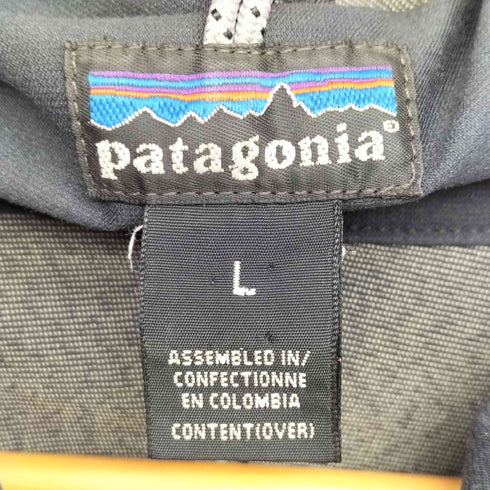 patagonia®
L
ASSEMBLED IN/
CONFECTIONNE
EN COLOMBIA
CONTENT(OVER)